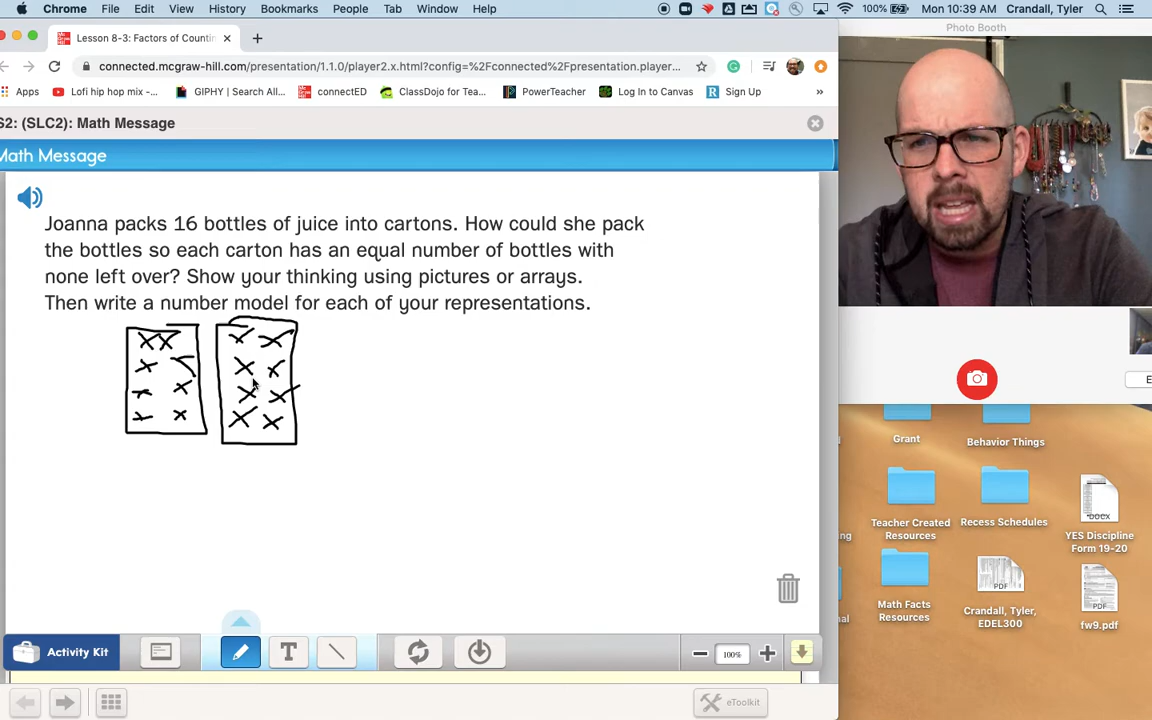 Chrome File Edit View History Bookmarks People Tab Window Help 100% Mon 10:39 AM Crandall, Tyler
Lesson 8-3: Factors of Countin
Photo Booth
connected.mcgraw-hill.com/presentation/1.1.0/player2.x.html?config=%2Fconnected%2Fpresentation.player...
Apps Lofi hip hop mix -... GIPHY | Search All... connectED ClassDojo for Tea... PowerTeacher Log In to Canvas Sign Up »
S2: (SLC2): Math Message
Math Message
Joanna packs 16 bottles of juice into cartons. How could she pack
the bottles so each carton has an equal number of bottles with
none left over? Show your thinking using pictures or arrays.
Then write a number model for each of your representations.
E
Grant
Behavior Things
Teacher Created
Resources
Recess Schedules
DOCX
YES Discipline
Form 19-20
ing
Math Facts
Resources
PDF
Crandall, Tyler,
EDEL300
PDF
fw9.pdf
nal
Activity Kit
T
100%
eToolkit